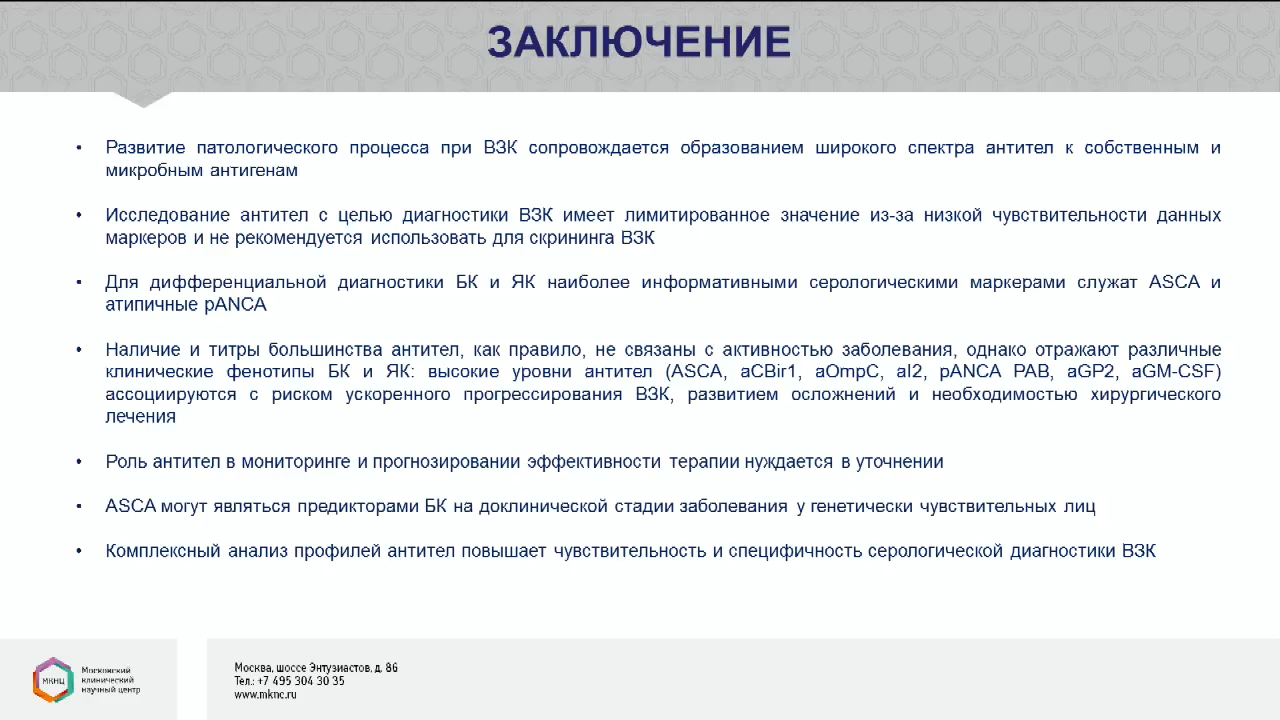 ЗАКЛЮЧЕНИЕ
• Развитие патологического процесса при ВЗК сопровождается образованием широкого спектра антител к собственным и
микробным антигенам
• Исследование антител с целью диагностики ВЗК имеет лимитированное значение из-за низкой чувствительности данных
маркеров и не рекомендуется использовать для скрининга ВЗК
• Для дифференциальной диагностики БК и ЯК наиболее информативными серологическими маркерами служат ASCA и
атипичные pANCA
• Наличие и титры большинства антител, как правило, не связаны с активностью заболевания, однако отражают различные
клинические фенотипы БК и ЯК: высокие уровни антител (ASCA, aCBir1, aOmpC, aI2, pANCA PAB, aGP2, aGM-CSF)
ассоциируются с риском ускоренного прогрессирования ВЗК, развитием осложнений и необходимостью хирургического
лечения
• Роль антител в мониторинге и прогнозировании эффективности терапии нуждается в уточнении
• ASCA могут являться предикторами БК на доклинической стадии заболевания у генетически чувствительных лиц
• Комплексный анализ профилей антител повышает чувствительность и специфичность серологической диагностики ВЗК
МКНЦ
Московский
клинический
научный центр
Москва, шоссе Энтузиастов, д. 86
Тел.: +7 495 304 30 35
www.mknc.ru